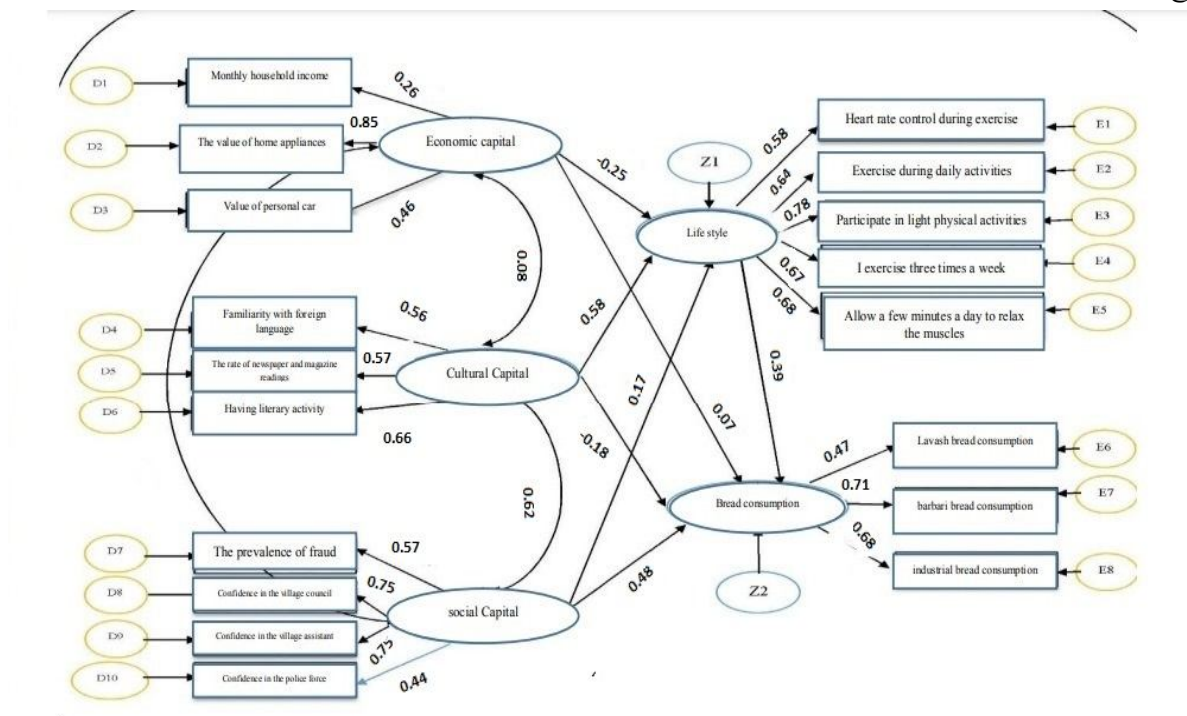 D1
Monthly household income
0.26
D2
The value of home appliances
0.85
Economic capital
D3
Value of personal car
0.46
-0.25
Z1
0.58
Heart rate control during exercise
E1
0.64
Exercise during daily activities
E2
0.78
Participate in light physical activities
E3
Life style
0.67
I exercise three times a week
E4
0.68
Allow a few minutes a day to relax
the muscles
E5
0.08
D4
Familiarity with foreign
language
0.56
0.58
D5
The rate of newspaper and magazine
readings
0.57
Cultural Capital
0.39
D6
Having literary activity
0.66
0.17
0.07
-0.18
0.62
0.47
Lavash bread consumption
E6
0.71
Bread consumption
barbari bread consumption
E7
0.68
industrial bread consumption
E8
Z2
D7
The prevalence of fraud
0.57
D8
Confidence in the village council
0.75
social Capital
0.48
D9
Confidence in the village assistant
0.75
D10
Confidence in the police force
0.44